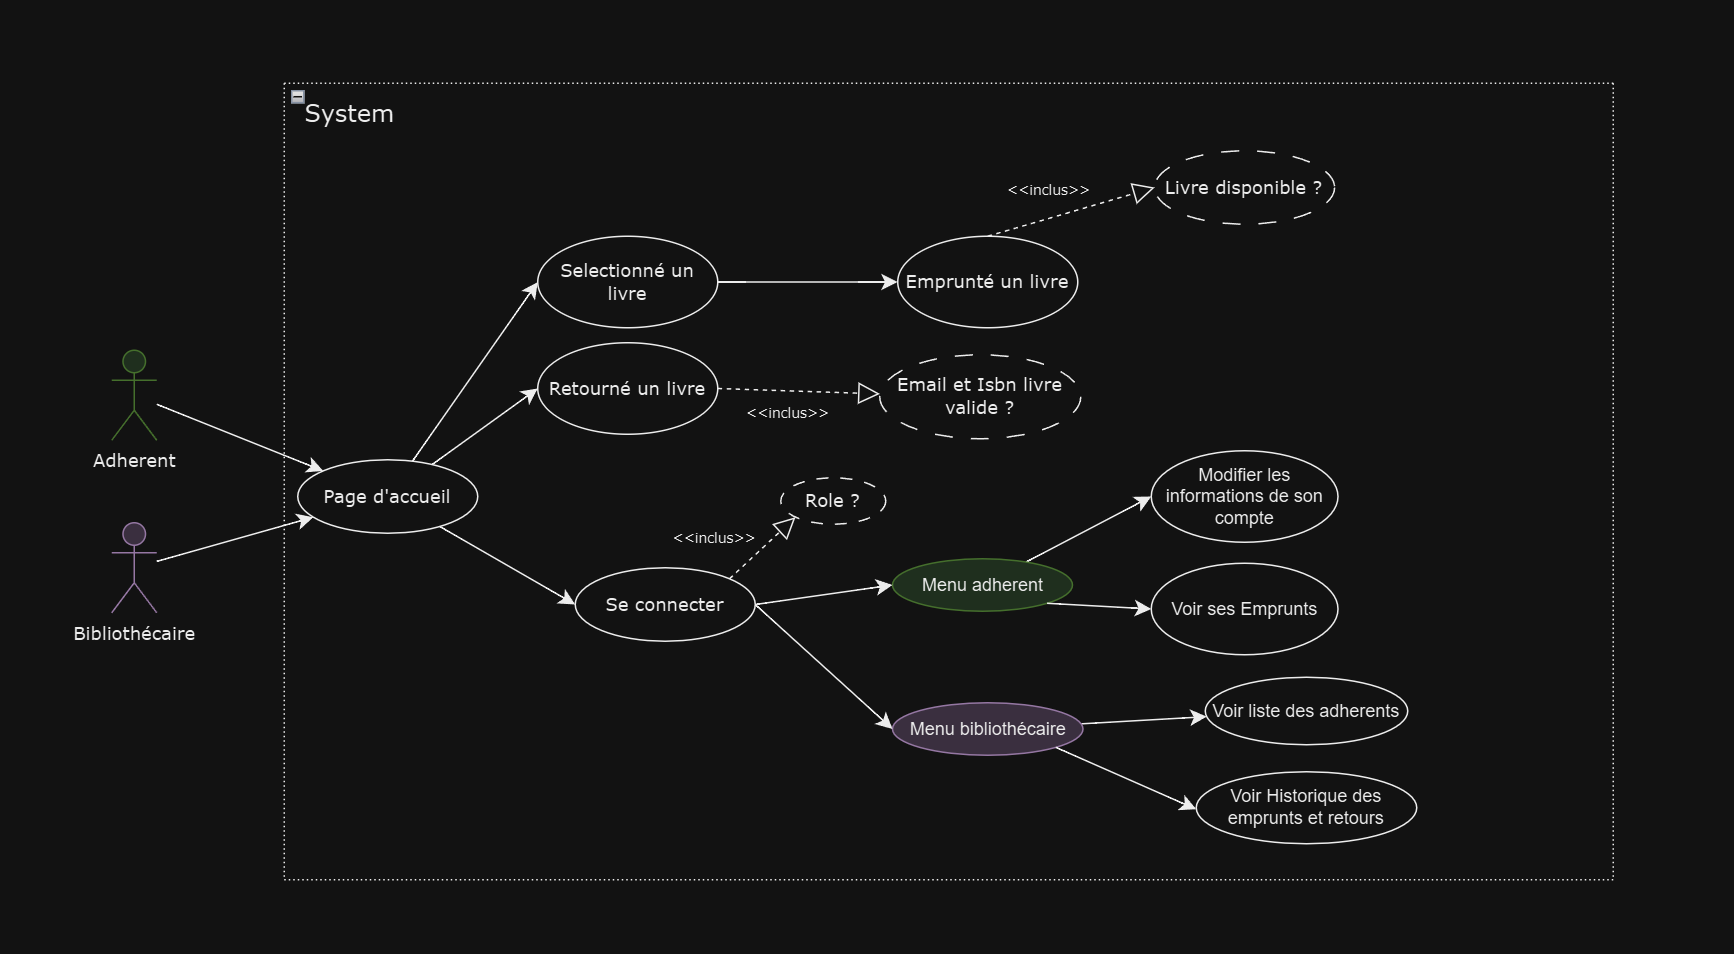 System
Livre disponible ?
<<inclus>>
Selectionné un
livre
Emprunté un livre
Retourné un livre
<<inclus>>
Email et Isbn livre
valide ?
Adherent
Page d'accueil
Role ?
<<inclus>>
Modifier les
informations de son
compte
Menu adherent
Se connecter
Voir ses Emprunts
Bibliothécaire
Voir liste des adherents
Menu bibliothécaire
Voir Historique des
emprunts et retours